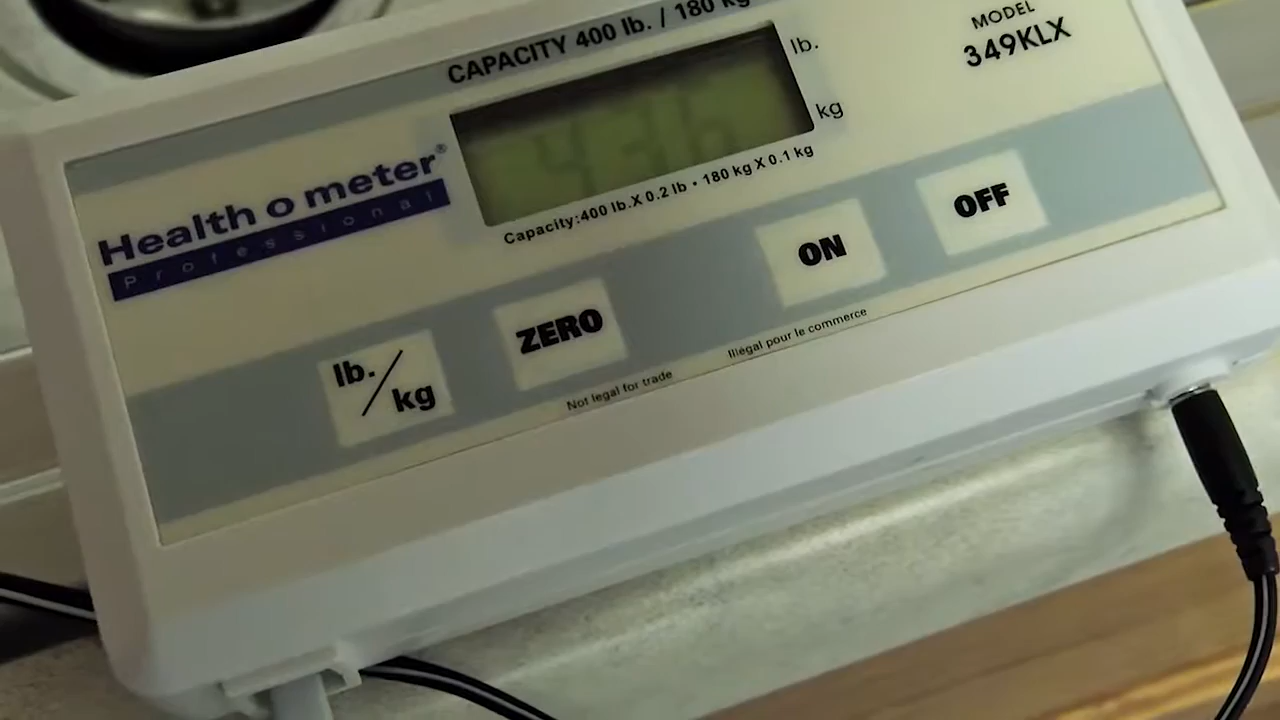 CAPACITY 400 lb. / 180 kg
MODEL
349KLX
lb.
kg
Health o meter®
Professional
Capacity:400 lb.X 0.2 lb • 180 kg X 0.1 kg
lb./kg
ZERO
ON
OFF
Not legal for trade
Illégal pour le commerce